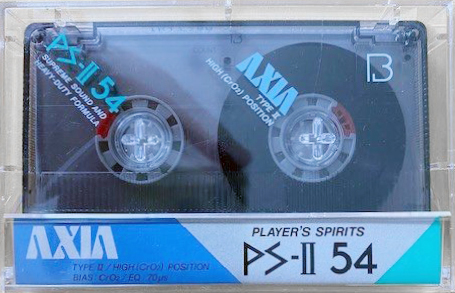 PS-II 54
SUPREME SOUND AND
HEAVY-DUTY FORMULA
AXIA
TYPE II
HIGH(CrO₂) POSITION
B
AXIA
TYPE II/HIGH(CrO₂) POSITION
BIAS:CrO₂/EQ:70μs
PLAYER'S SPIRITS
PS-II 54